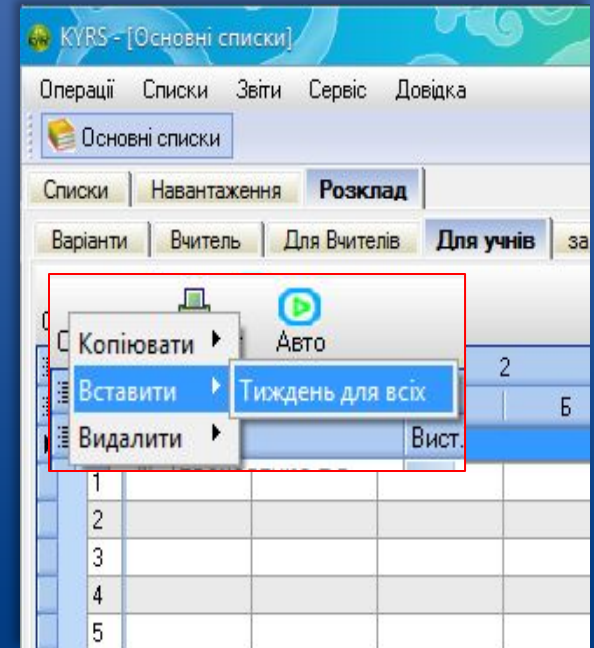 KYRS - [Основні списки]
Операції Списки Звіти Сервіс Довідка
Основні списки
Списки Навантаження Розклад
Варіанти Вчитель Для Вчителів Для учнів за
Авто
Копіювати
2
Вставити Тиждень для всіх
Б
Видалити Вист.
1
2
3
4
5